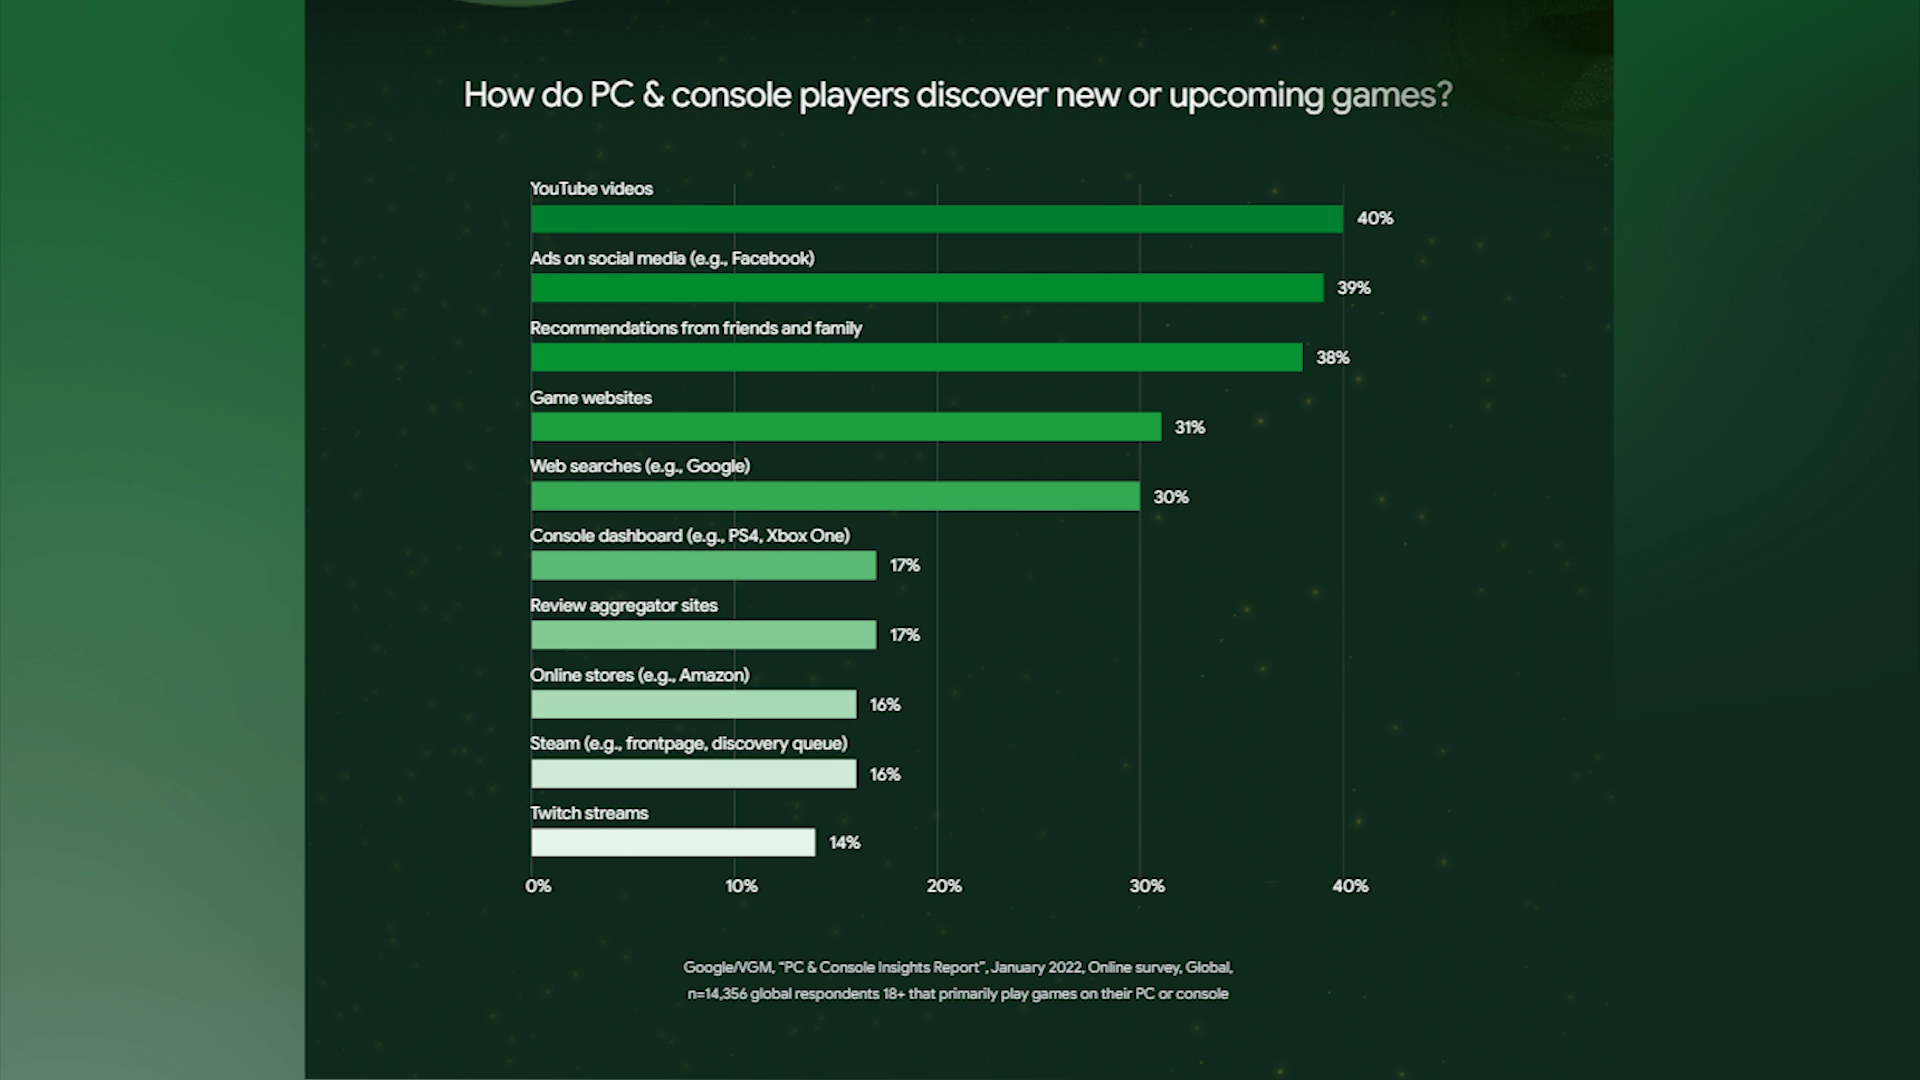 How do PC & console players discover new or upcoming games?
YouTube videos
40%
Ads on social media (e.g., Facebook)
39%
Recommendations from friends and family
38%
Game websites
31%
Web searches (e.g., Google)
30%
Console dashboard (e.g., PS4, Xbox One)
17%
Review aggregator sites
17%
Online stores (e.g., Amazon)
16%
Steam (e.g., frontpage, discovery queue)
16%
Twitch streams
14%
0% 10% 20% 30% 40%
Google/VGM, "PC & Console Insights Report", January 2022, Online survey, Global,
n=14,356 global respondents 18+ that primarily play games on their PC or console